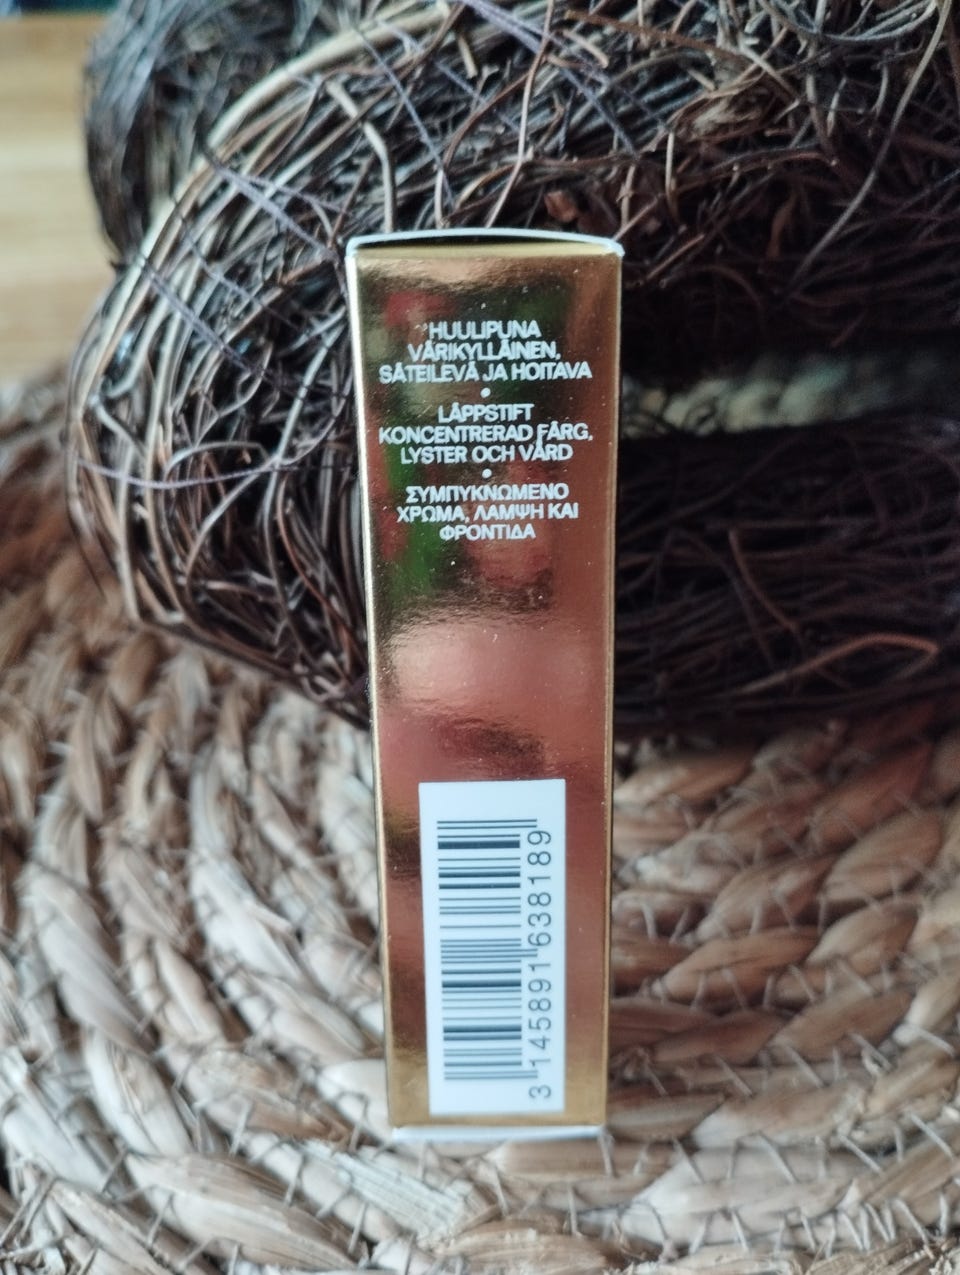 HUULIPUNA
VÄRIKYLLÄINEN,
SÄTEILEVÄ JA HOITAVA
•
LÄPPSTIFT
KONCENTRERAD FÄRG,
LYSTER OCH VÅRD
•
ΣΥΜΠΥΚΝΩΜΕΝΟ
ΧΡΩΜΑ, ΛΑΜΨΗ ΚΑΙ
ΦΡΟΝΤΙΔΑ
3 145891 638189